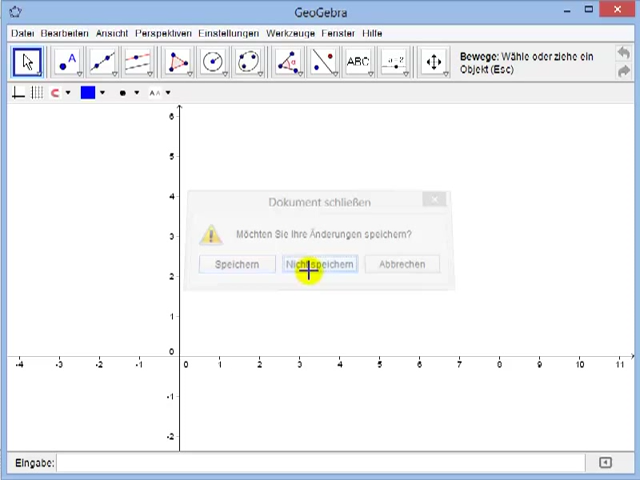 GeoGebra
Datei Bearbeiten Ansicht Perspektiven Einstellungen Werkzeuge Fenster Hilfe
A ABC a=2 Bewege: Wähle oder ziehe ein
Objekt (Esc)
A A
6
5
4
Dokument schließen
3
Möchten Sie Ihre Änderungen speichern?
Speichern Nicht speichern Abbrechen
2
1
0
-4 -3 -2 -1 0 1 2 3 4 5 6 7 8 9 10 11
-1
-2
Eingabe: